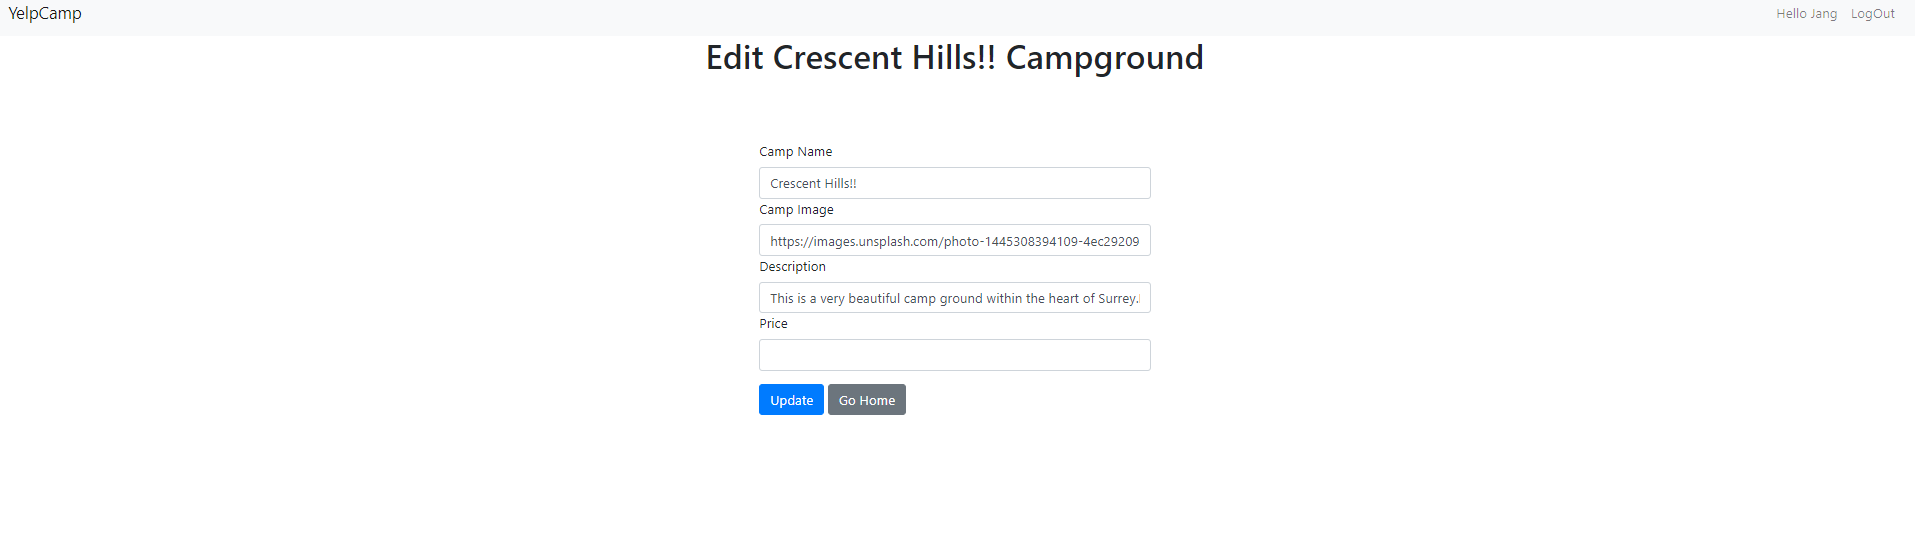 YelpCamp Hello Jang LogOut
Edit Crescent Hills!! Campground
Camp Name
Crescent Hills!!
Camp Image
https://images.unsplash.com/photo-1445308394109-4ec29209
Description
This is a very beautiful camp ground within the heart of Surrey.
Price
Update Go Home